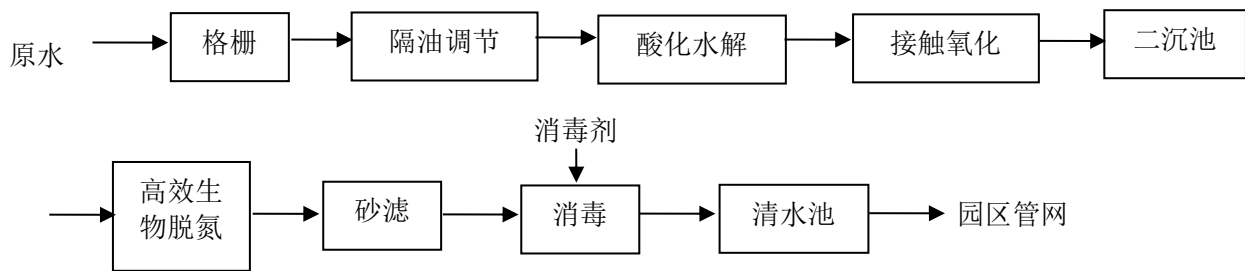 原水
格栅
隔油调节
酸化水解
接触氧化
二沉池
消毒剂
高效生
物脱氮
砂滤
消毒
清水池
园区管网